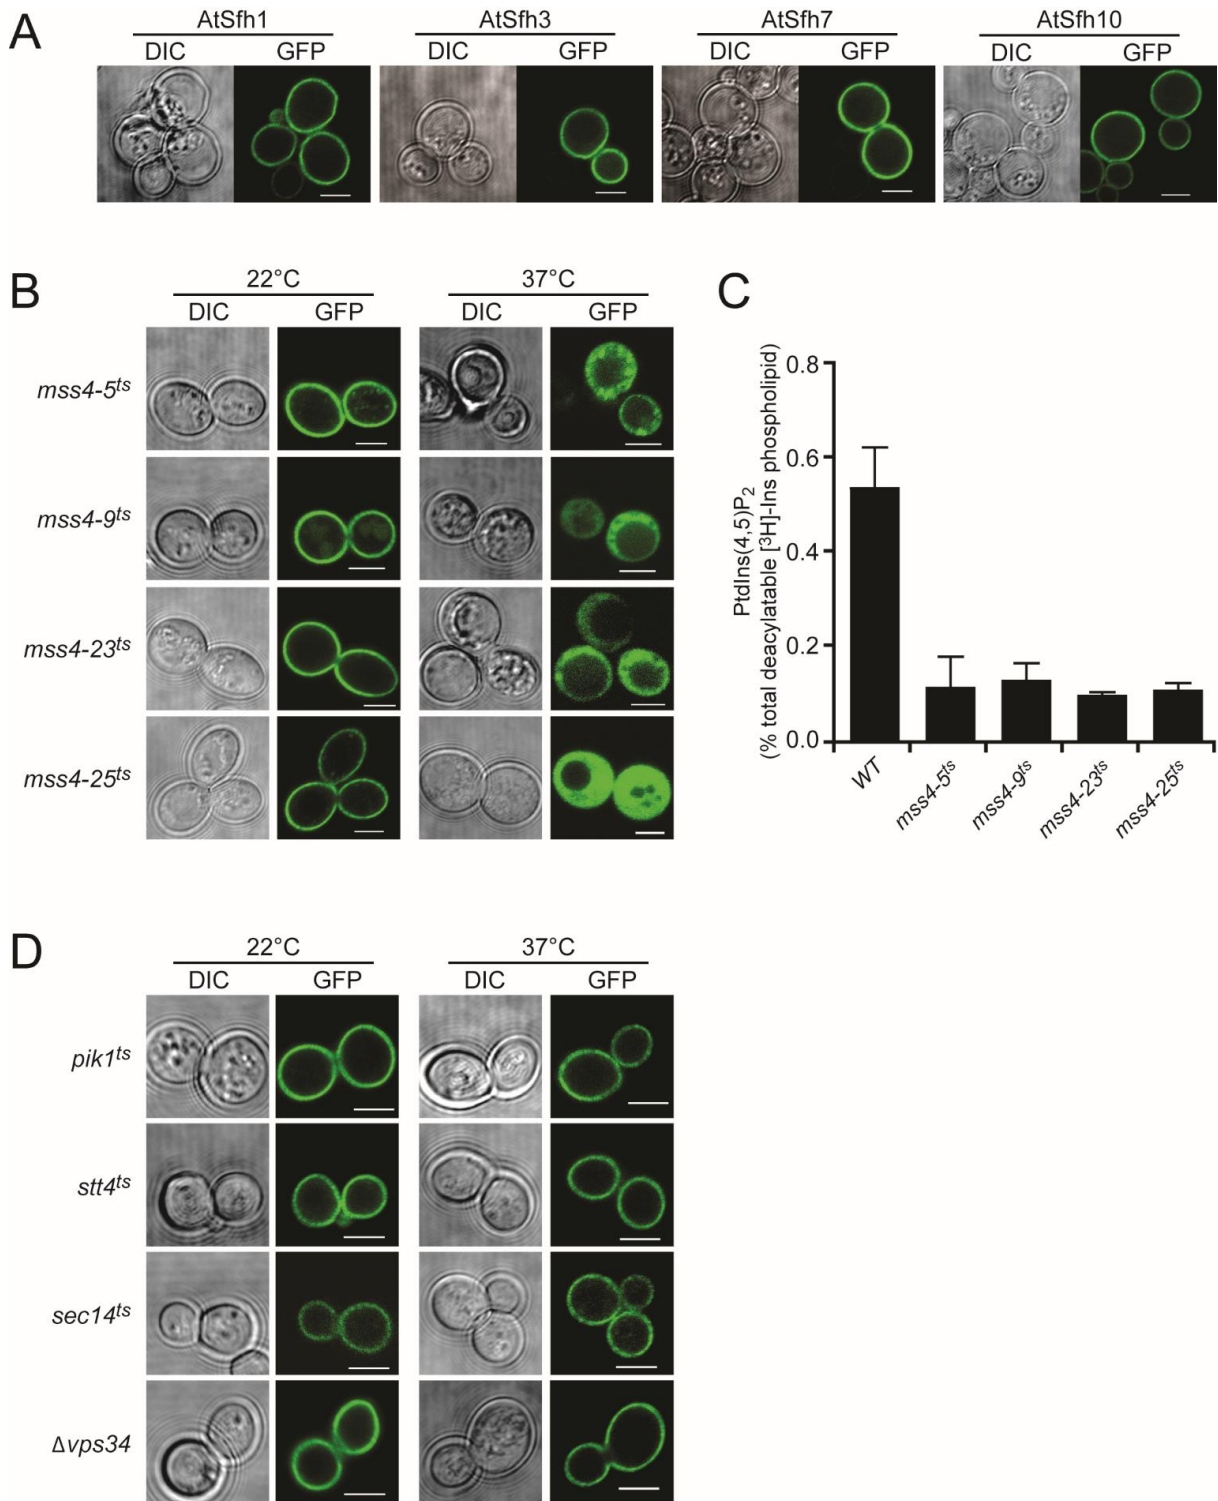 A
AtSfh1 AtSfh3 AtSfh7 AtSfh10
DIC GFP DIC GFP DIC GFP DIC GFP
B
22°C 37°C
DIC GFP DIC GFP
mss4-5ts
mss4-9ts
mss4-23ts
mss4-25ts
C
PtdIns(4,5)P2
(% total deacylatable [3H]-Ins phospholipid)
0.8
0.6
0.4
0.2
0.0
WT mss4-5ts mss4-9ts mss4-23ts mss4-25ts
D
22°C 37°C
DIC GFP DIC GFP
pik1ts
stt4ts
sec14ts
Δvps34